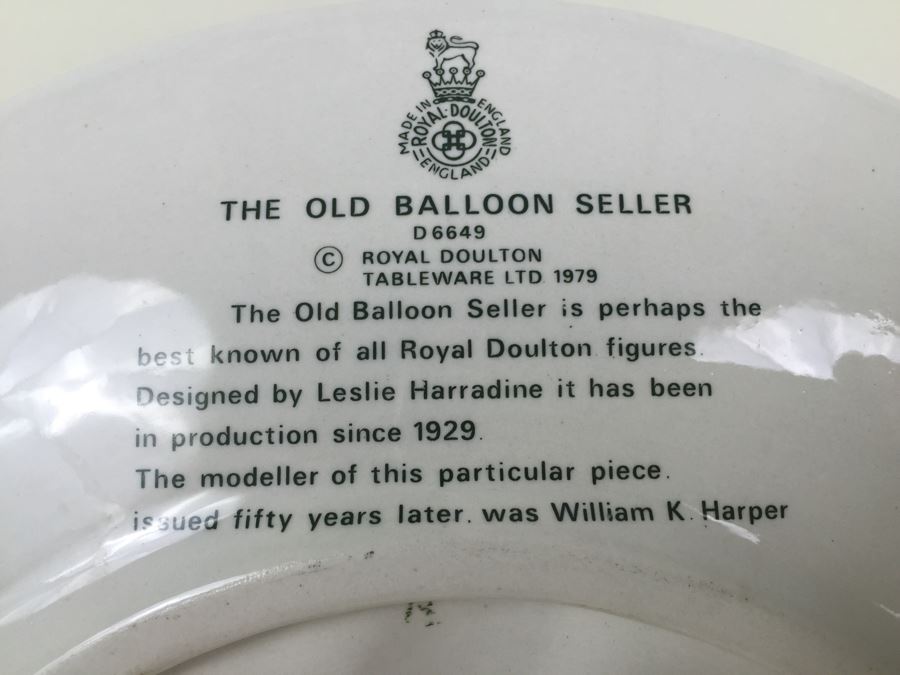 MADE IN ENGLAND
ROYAL·DOULTON
ENGLAND
THE OLD BALLOON SELLER
D6649
© ROYAL DOULTON
TABLEWARE LTD 1979
The Old Balloon Seller is perhaps the
best known of all Royal Doulton figures.
Designed by Leslie Harradine it has been
in production since 1929.
The modeller of this particular piece.
issued fifty years later. was William K. Harper